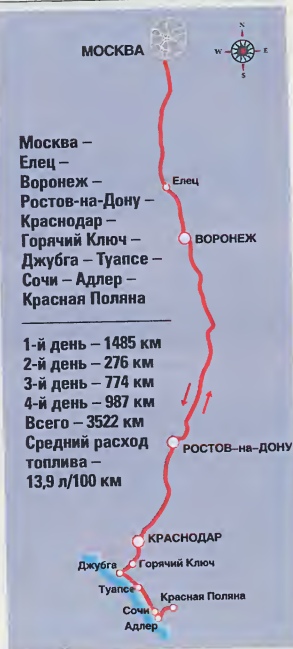 N
W
E
S
МОСКВА
Москва –
Елец –
Воронеж –
Ростов-на-Дону –
Краснодар –
Горячий Ключ –
Джубга – Туапсе –
Сочи – Адлер –
Красная Поляна
1-й день – 1485 км
2-й день – 276 км
3-й день – 774 км
4-й день – 987 км
Всего – 3522 км
Средний расход
топлива –
13,9 л/100 км
Елец
ВОРОНЕЖ
РОСТОВ-на-ДОНУ
КРАСНОДАР
Джубга
Горячий Ключ
Туапсе
Красная Поляна
Сочи
Адлер